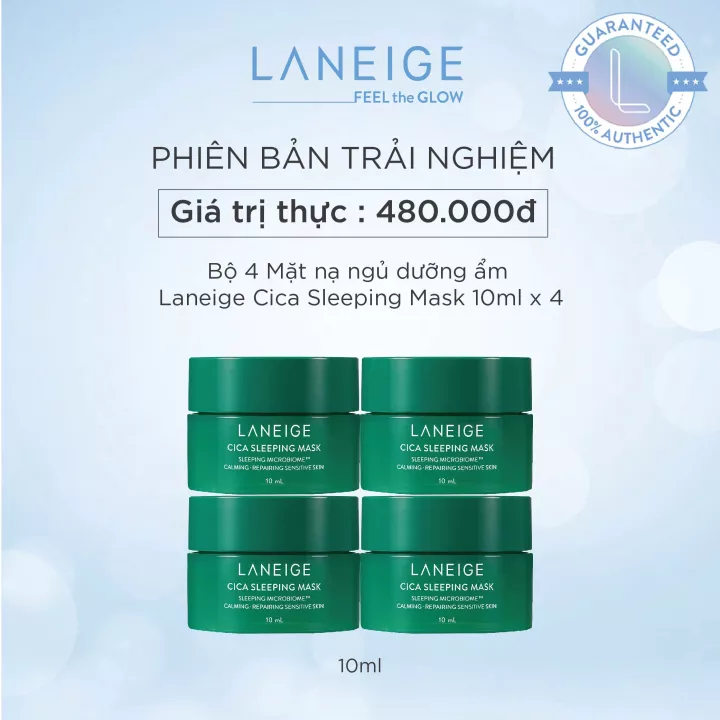 LANEIGE
FEEL the GLOW
GUARANTEED
100% AUTHENTIC
L
PHIÊN BẢN TRẢI NGHIỆM
Giá trị thực : 480.000đ
Bộ 4 Mặt nạ ngủ dưỡng ẩm
Laneige Cica Sleeping Mask 10ml x 4
LANEIGE
CICA SLEEPING MASK
SLEEPING MICROBIOME™
CALMING·REPAIRING SENSITIVE SKIN
10 mL
LANEIGE
CICA SLEEPING MASK
SLEEPING MICROBIOME™
CALMING·REPAIRING SENSITIVE SKIN
10 mL
LANEIGE
CICA SLEEPING MASK
SLEEPING MICROBIOME™
CALMING·REPAIRING SENSITIVE SKIN
10 mL
LANEIGE
CICA SLEEPING MASK
SLEEPING MICROBIOME™
CALMING·REPAIRING SENSITIVE SKIN
10 mL
10ml